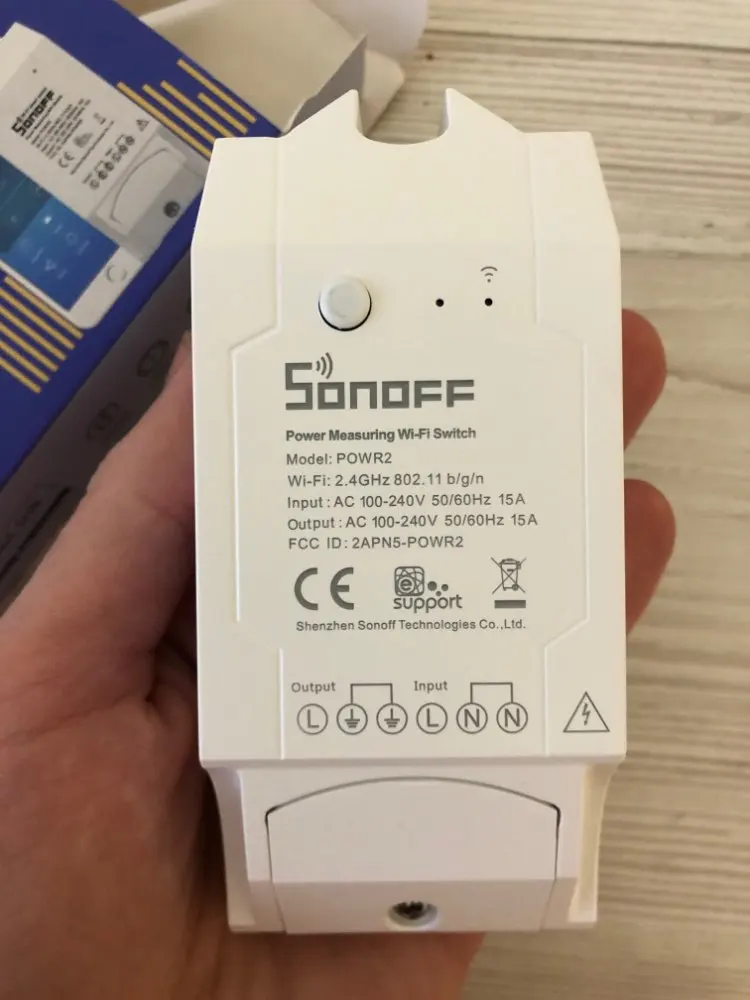 SONOFF
SONOFF
Power Measuring Wi-Fi Switch
Model: POWR2
Wi-Fi: 2.4GHz 802.11 b/g/n
Input : AC 100-240V 50/60Hz 15A
Output : AC 100-240V 50/60Hz 15A
FCC ID: 2APN5-POWR2
CE e support
Shenzhen Sonoff Technologies Co.,Ltd.
Output Input
L L N N